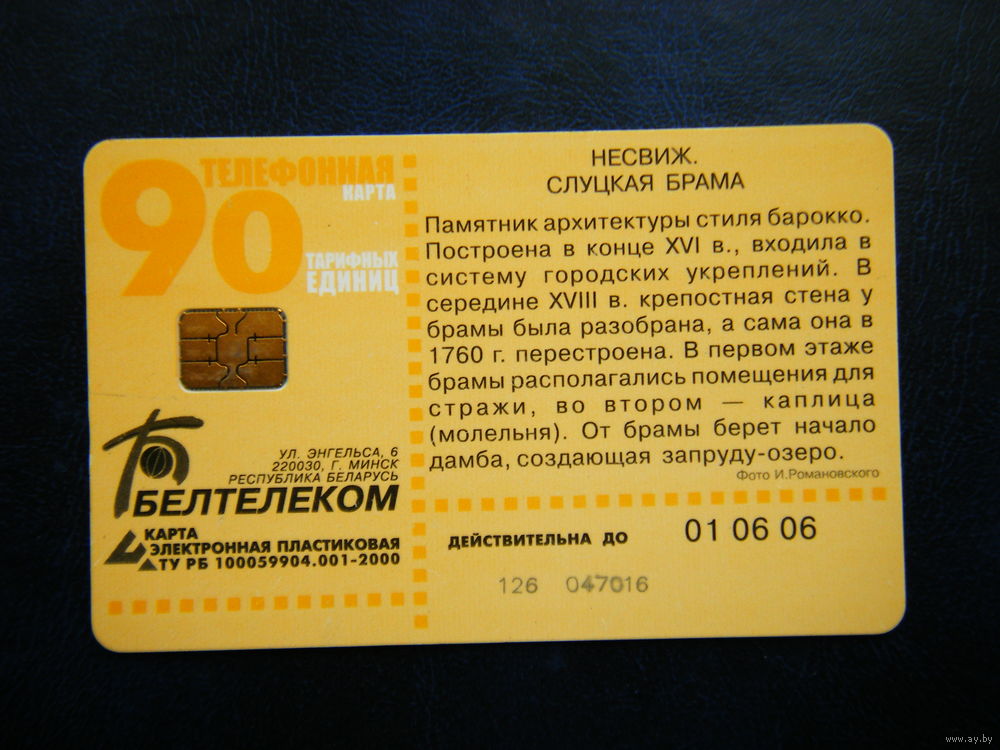 90
ТЕЛЕФОННАЯ
КАРТА
ТАРИФНЫХ
ЕДИНИЦ
УЛ. ЭНГЕЛЬСА, 6
220030, Г. МИНСК
РЕСПУБЛИКА БЕЛАРУСЬ
БЕЛТЕЛЕКОМ
КАРТА
ЭЛЕКТРОННАЯ ПЛАСТИКОВАЯ
ТУ РБ 100059904.001-2000
НЕСВИЖ.
СЛУЦКАЯ БРАМА
Памятник архитектуры стиля барокко.
Построена в конце XVI в., входила в
систему городских укреплений. В
середине XVIII в. крепостная стена у
брамы была разобрана, а сама она в
1760 г. перестроена. В первом этаже
брамы располагались помещения для
стражи, во втором — каплица
(молельня). От брамы берет начало
дамба, создающая запруду-озеро.
Фото И.Романовского
ДЕЙСТВИТЕЛЬНА ДО 01 06 06
126 047016
www.ay.by